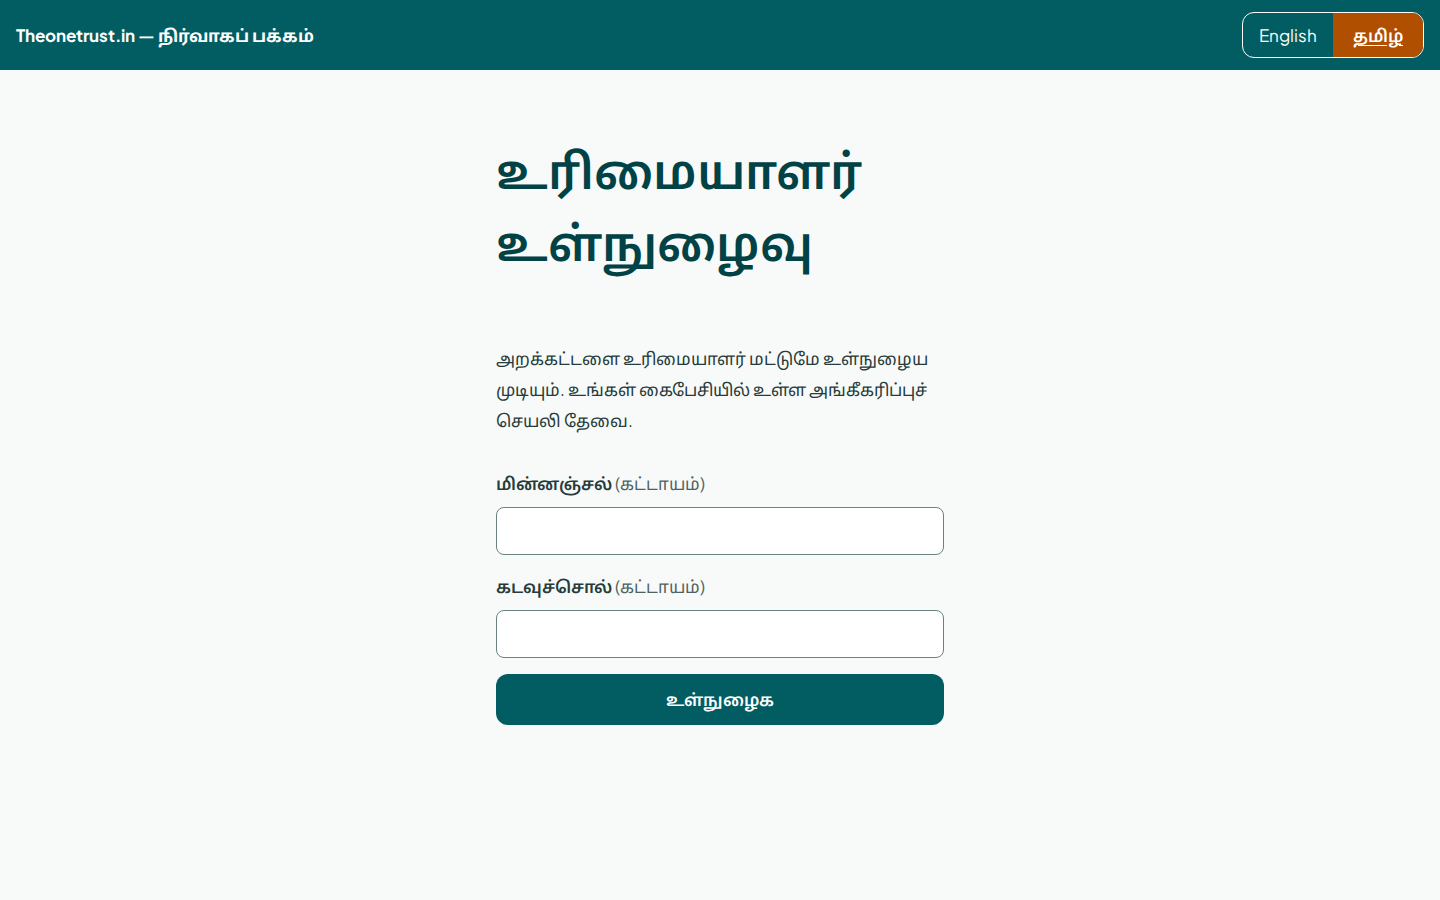 Theonetrust.in — நிர்வாகப் பக்கம்
English
தமிழ்
உரிமையாளர்
உள்நுழைவு
அறக்கட்டளை உரிமையாளர் மட்டுமே உள்நுழைய
முடியும். உங்கள் கைபேசியில் உள்ள அங்கீகரிப்புச்
செயலி தேவை.
மின்னஞ்சல் (கட்டாயம்)
கடவுச்சொல் (கட்டாயம்)
உள்நுழைக